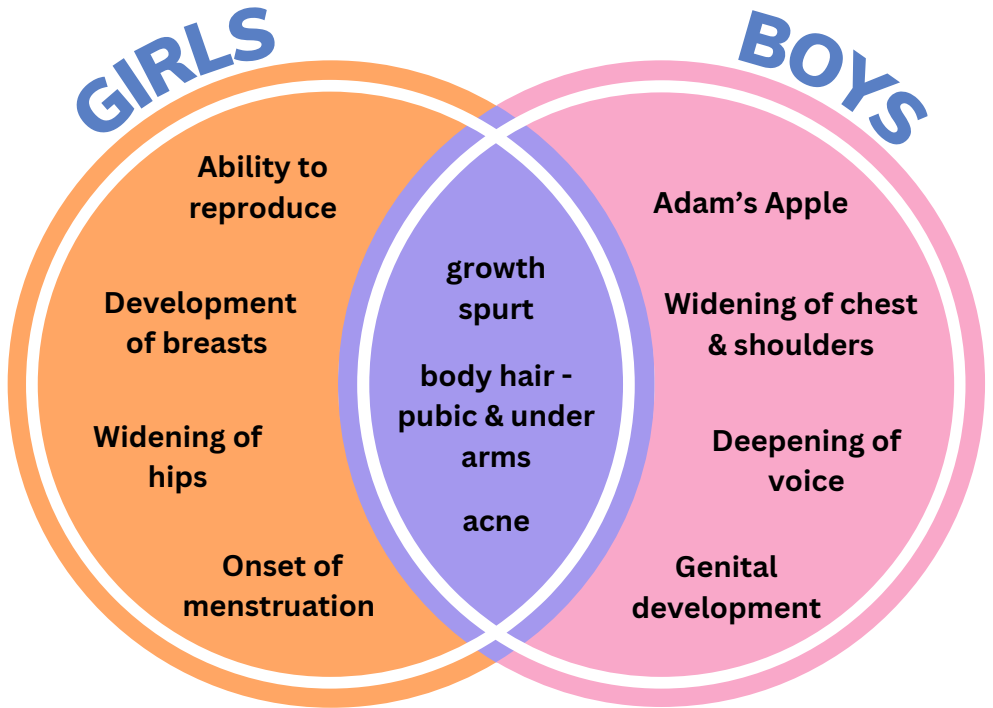 GIRLS
Ability to
reproduce
Development
of breasts
Widening of
hips
Onset of
menstruation
growth
spurt
body hair -
pubic & under
arms
acne
BOYS
Adam’s Apple
Widening of chest
& shoulders
Deepening of
voice
Genital
development